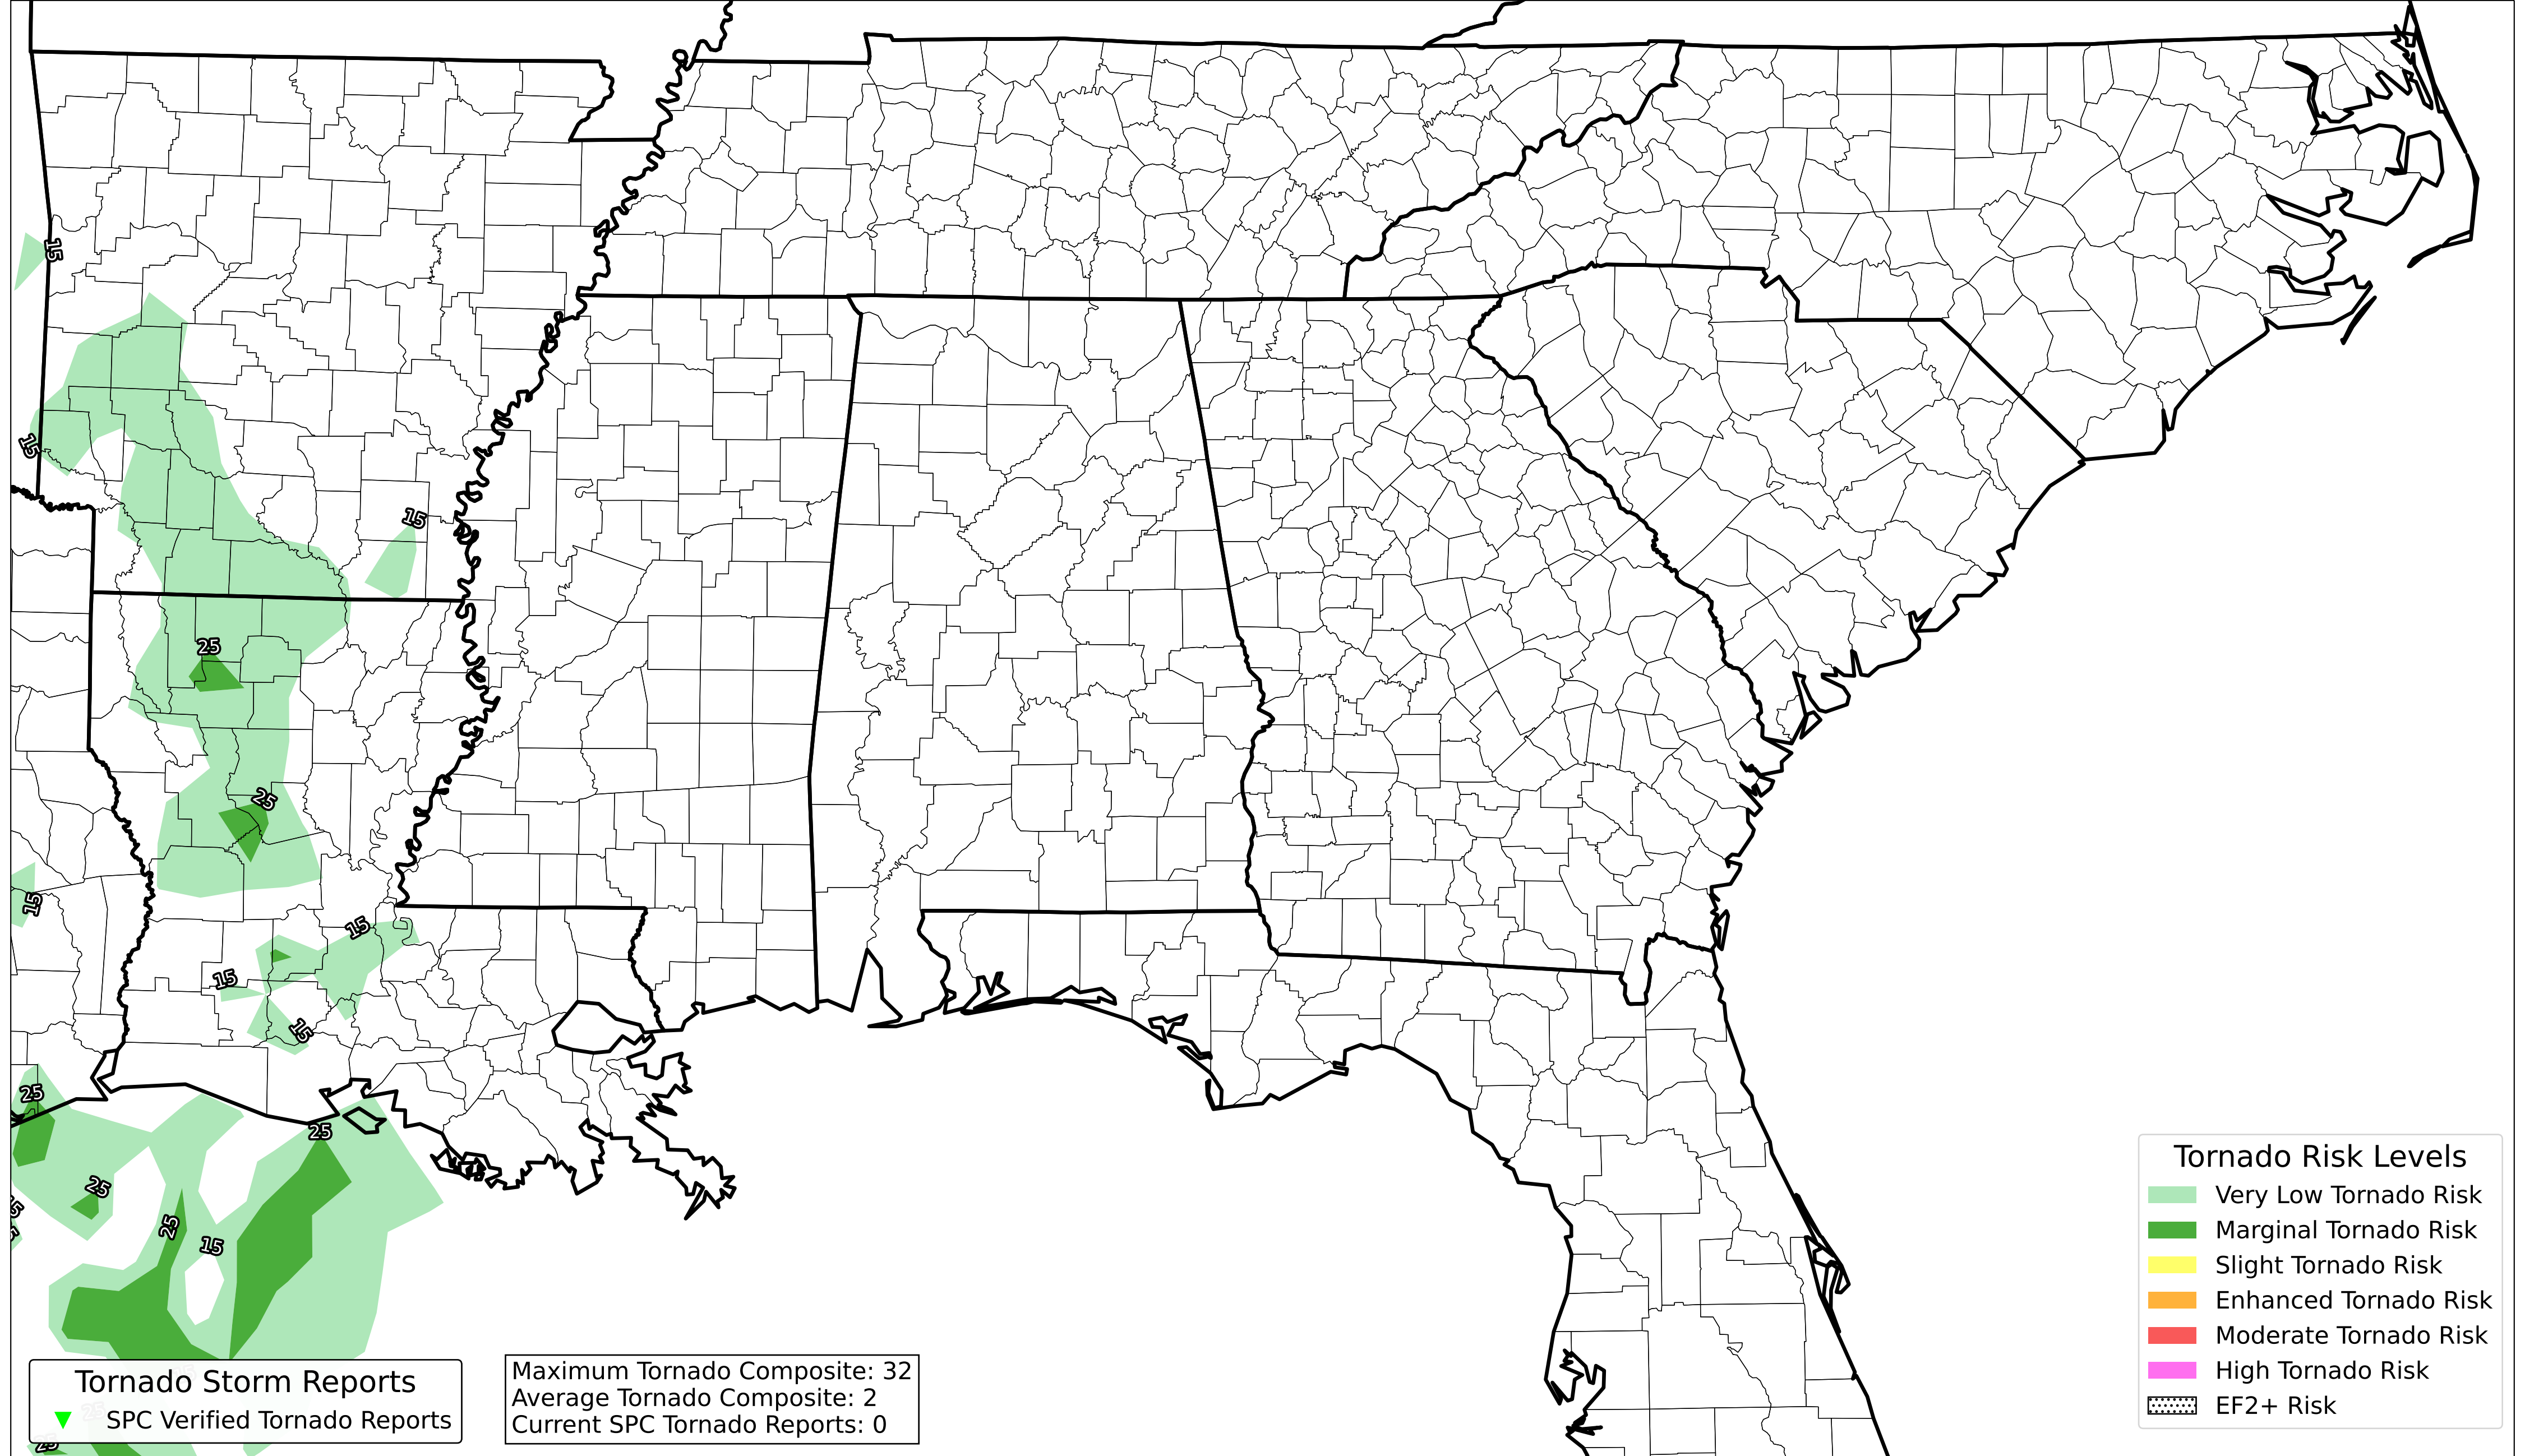 15
15
15
25
25
15
15
15
15
25
25
25
25
15
Tornado Storm Reports
SPC Verified Tornado Reports
Maximum Tornado Composite: 32
Average Tornado Composite: 2
Current SPC Tornado Reports: 0
25
Tornado Risk Levels
Very Low Tornado Risk
Marginal Tornado Risk
Slight Tornado Risk
Enhanced Tornado Risk
Moderate Tornado Risk
High Tornado Risk
EF2+ Risk